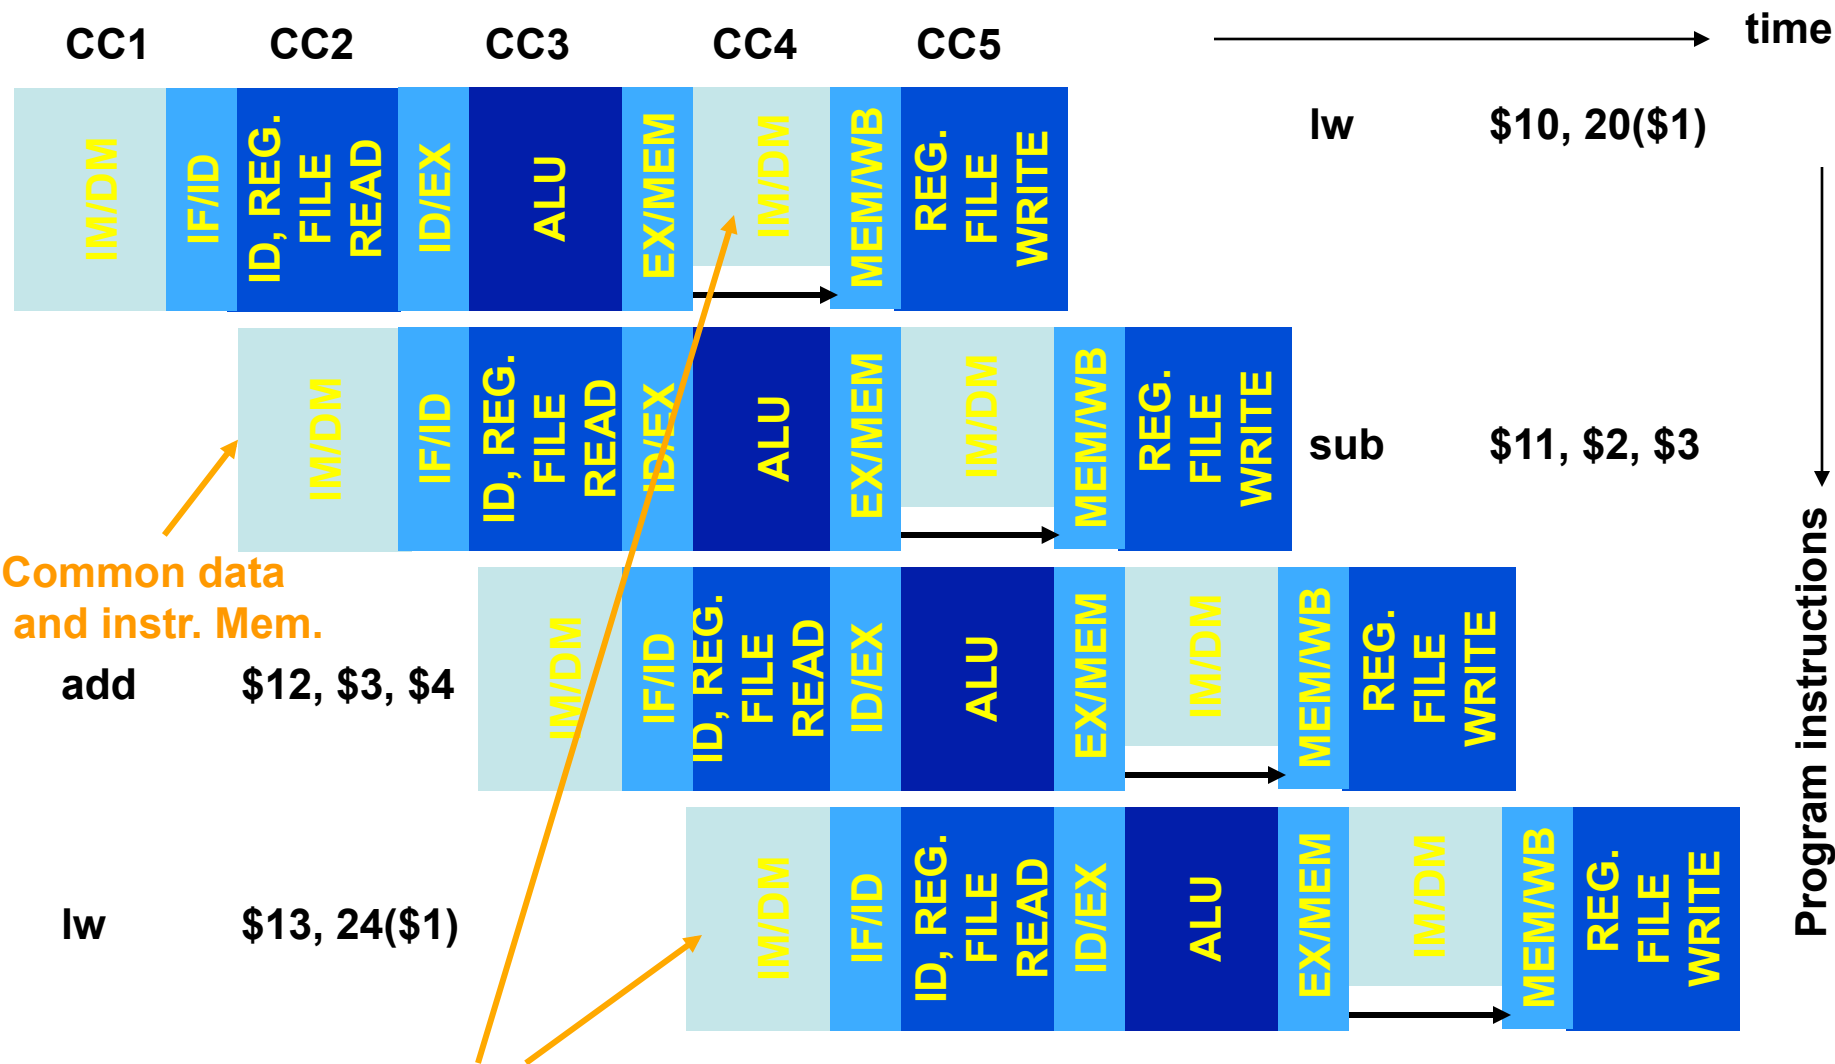 CC1 CC2 CC3 CC4 CC5 time
IM/DM
IF/ID
ID, REG.
FILE
READ
ID/EX
ALU
EX/MEM
IM/DM
MEM/WB
REG.
FILE
WRITE
lw $10, 20($1)
IM/DM
IF/ID
ID, REG.
FILE
READ
ID/EX
ALU
EX/MEM
IM/DM
MEM/WB
REG.
FILE
WRITE
sub $11, $2, $3
Common data
and instr. Mem.
add $12, $3, $4
IM/DM
IF/ID
ID, REG.
FILE
READ
ID/EX
ALU
EX/MEM
IM/DM
MEM/WB
REG.
FILE
WRITE
lw $13, 24($1)
IM/DM
IF/ID
ID, REG.
FILE
READ
ID/EX
ALU
EX/MEM
IM/DM
MEM/WB
REG.
FILE
WRITE
Program instructions